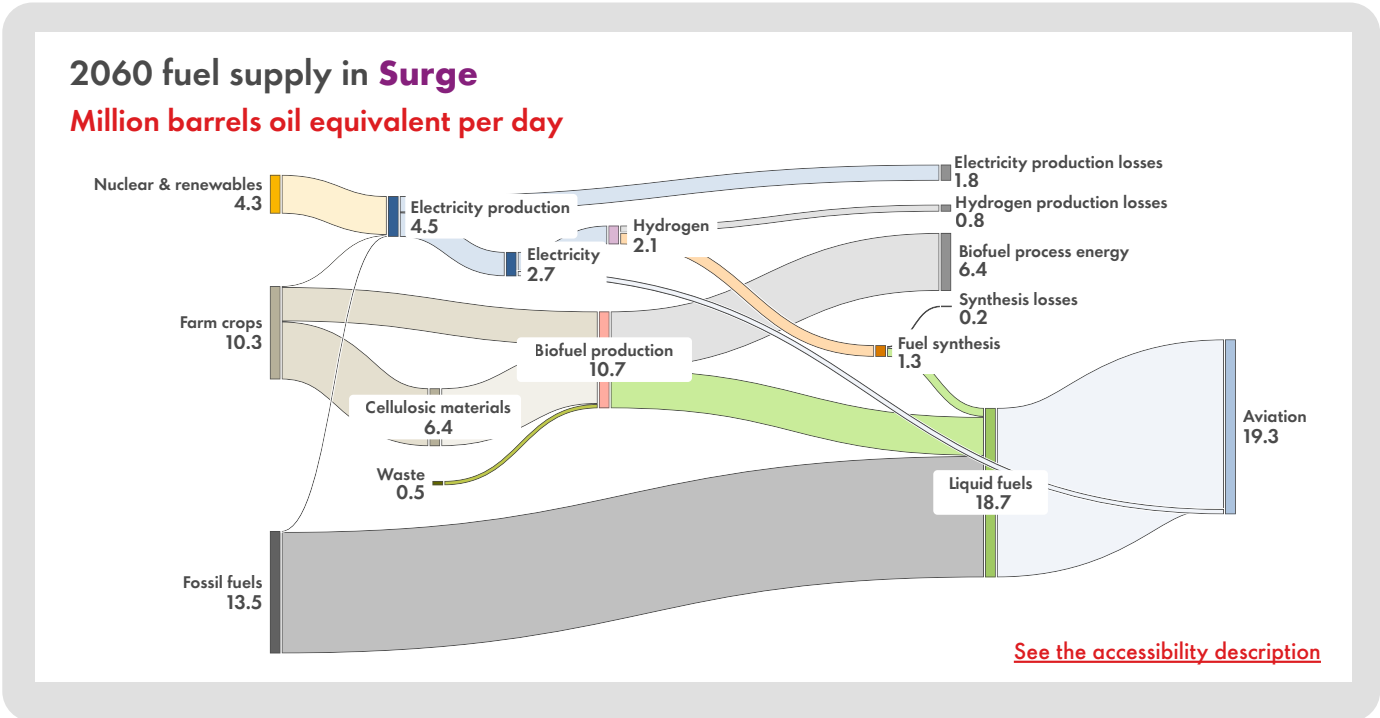 2060 fuel supply in Surge
Million barrels oil equivalent per day
Nuclear & renewables
4.3
Electricity production
4.5
Electricity
2.7
Hydrogen
2.1
Electricity production losses
1.8
Hydrogen production losses
0.8
Biofuel process energy
6.4
Synthesis losses
0.2
Farm crops
10.3
Biofuel production
10.7
Fuel synthesis
1.3
Cellulosic materials
6.4
Waste
0.5
Liquid fuels
18.7
Aviation
19.3
Fossil fuels
13.5
See the accessibility description